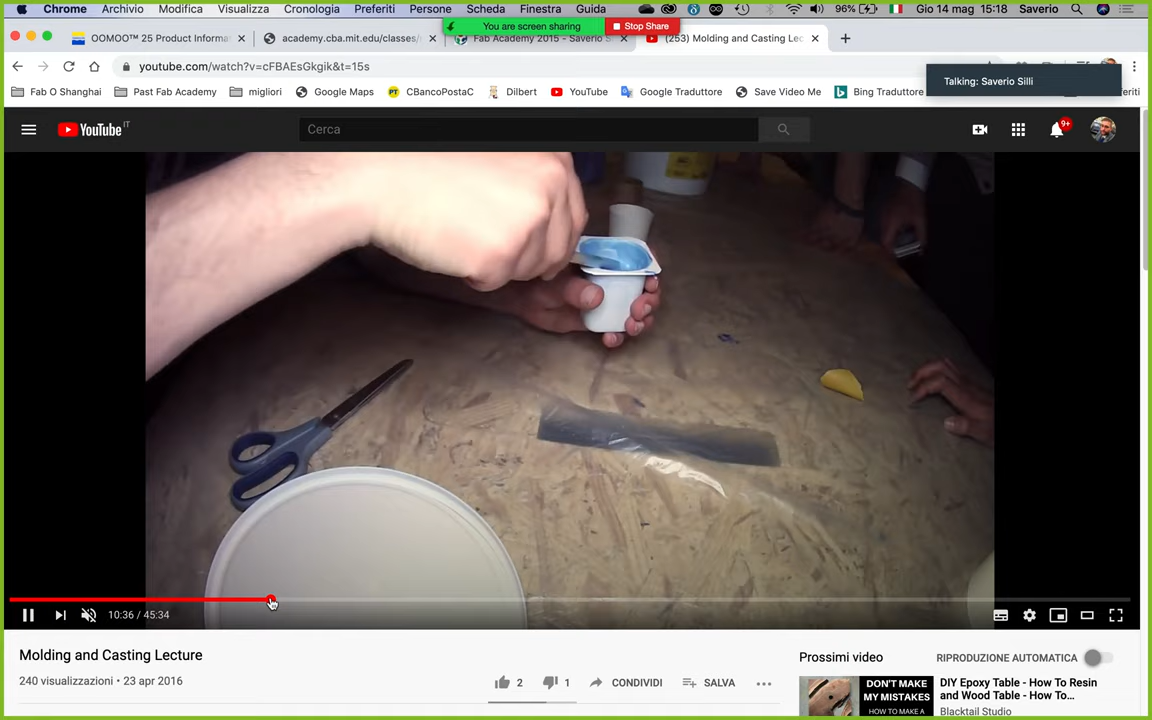 Chrome Archivio Modifica Visualizza Cronologia Preferiti Persone Scheda Finestra Guida 96% Gio 14 mag 15:18 Saverio
You are screen sharing Stop Share
OOMOO™ 25 Product Informa academy.cba.mit.edu/classes/ Fab Academy 2015 - Saverio S (253) Molding and Casting Lec
youtube.com/watch?v=cFBAEsGkgik&t=15s
Talking: Saverio Silli
Fab O Shanghai Past Fab Academy migliori Google Maps CBancoPostaC Dilbert YouTube Google Traduttore Save Video Me Bing Traduttore
YouTube IT Cerca 9+
10:36 / 45:34
Molding and Casting Lecture
240 visualizzazioni • 23 apr 2016
2 1 CONDIVIDI SALVA
Prossimi video RIPRODUZIONE AUTOMATICA
DON'T MAKE
MY MISTAKES
HOW TO MAKE A
DIY Epoxy Table - How To Resin
and Wood Table - How To...
Blacktail Studio